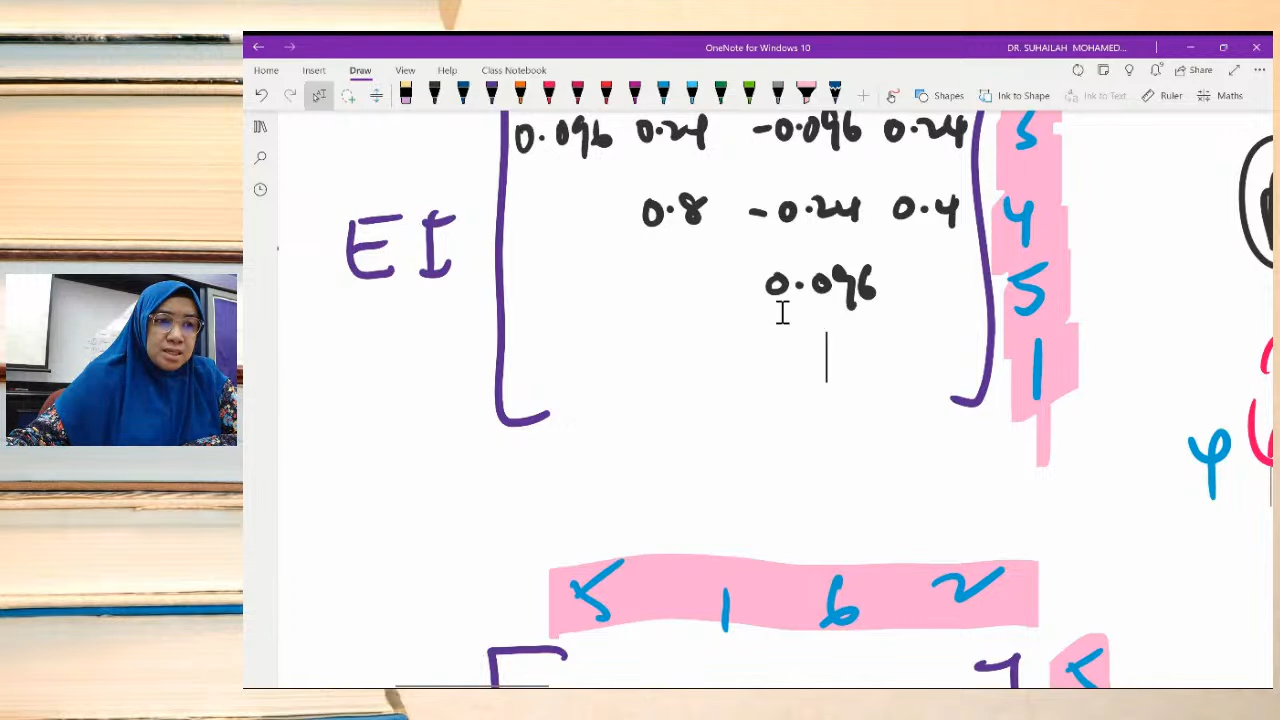 OneNote for Windows 10 DR. SUHAILAH MOHAMED...
Home Insert Draw View Help Class Notebook Share
Shapes Ink to Shape Ink to Text Ruler Maths
0.096 0.24 -0.096 0.24 3
EI 0.8 -0.24 0.4 4
0.096 5
1
4
5 1 6 2
5